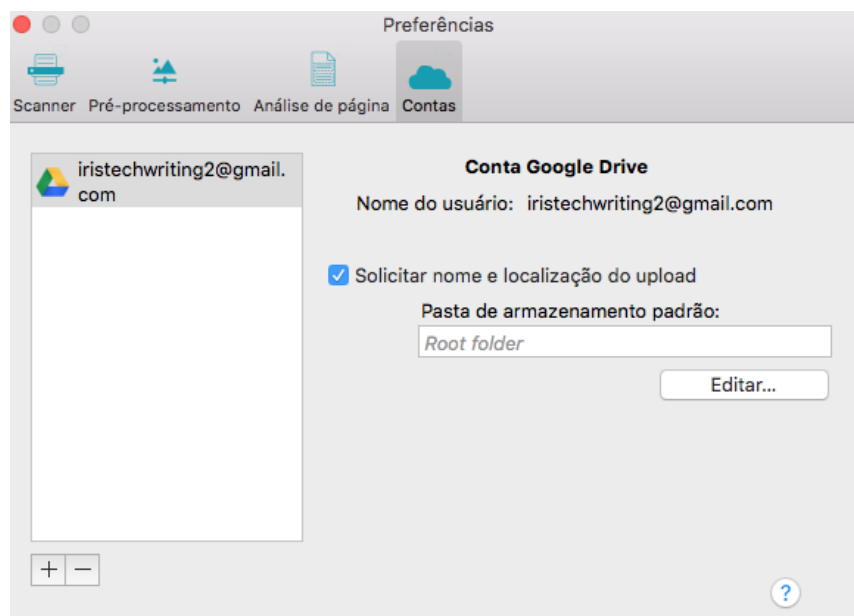 Preferências
Scanner Pré-processamento Análise de página Contas
iristechwriting2@gmail.
com
Conta Google Drive
Nome do usuário: iristechwriting2@gmail.com
Solicitar nome e localização do upload
Pasta de armazenamento padrão:
Root folder
Editar...
+ −
?